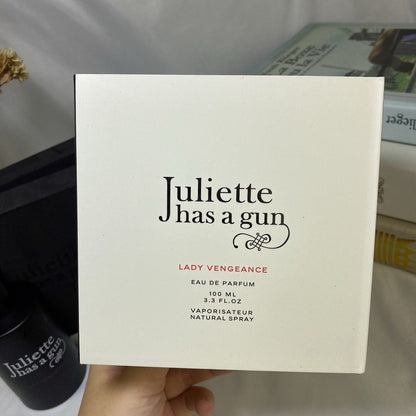 Juliette
has a gun
LADY VENGEANCE
EAU DE PARFUM
100 ML
3.3 FL.OZ
VAPORISATEUR
NATURAL SPRAY
Juliette
has a gun